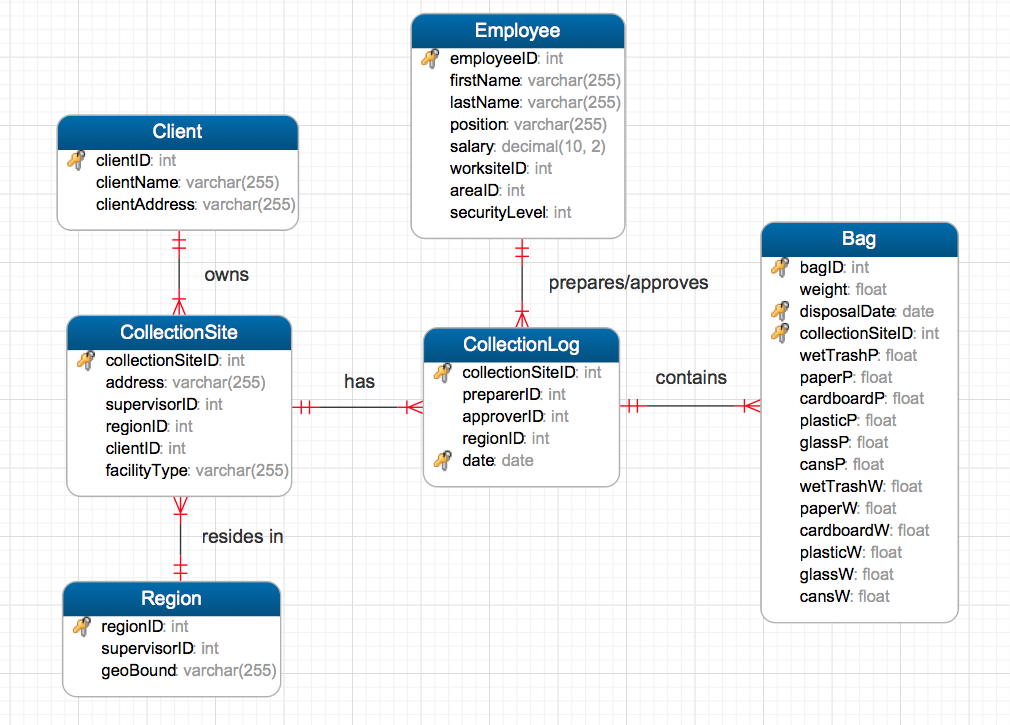 Employee
employeeID: int
firstName: varchar(255)
lastName: varchar(255)
position: varchar(255)
salary: decimal(10, 2)
worksiteID: int
areaID: int
securityLevel: int
Client
clientID: int
clientName: varchar(255)
clientAddress: varchar(255)
owns
prepares/approves
Bag
bagID: int
weight: float
disposalDate: date
collectionSiteID: int
wetTrashP: float
paperP: float
cardboardP: float
plasticP: float
glassP: float
cansP: float
wetTrashW: float
paperW: float
cardboardW: float
plasticW: float
glassW: float
cansW: float
CollectionSite
collectionSiteID: int
address: varchar(255)
supervisorID: int
regionID: int
clientID: int
facilityType: varchar(255)
has
CollectionLog
collectionSiteID: int
preparerID: int
approverID: int
regionID: int
date: date
contains
resides in
Region
regionID: int
supervisorID: int
geoBound: varchar(255)